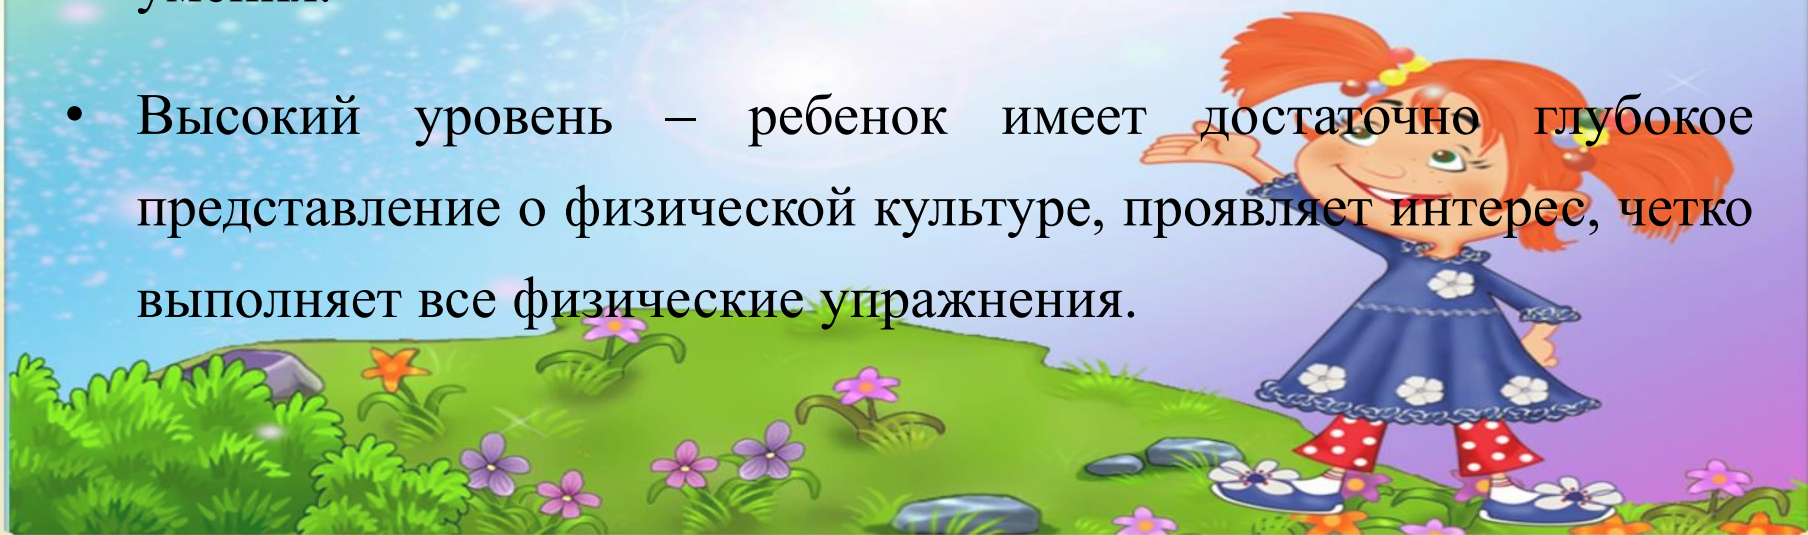 • Высокий уровень – ребенок имеет достаточно глубокое
представление о физической культуре, проявляет интерес, четко
выполняет все физические упражнения.